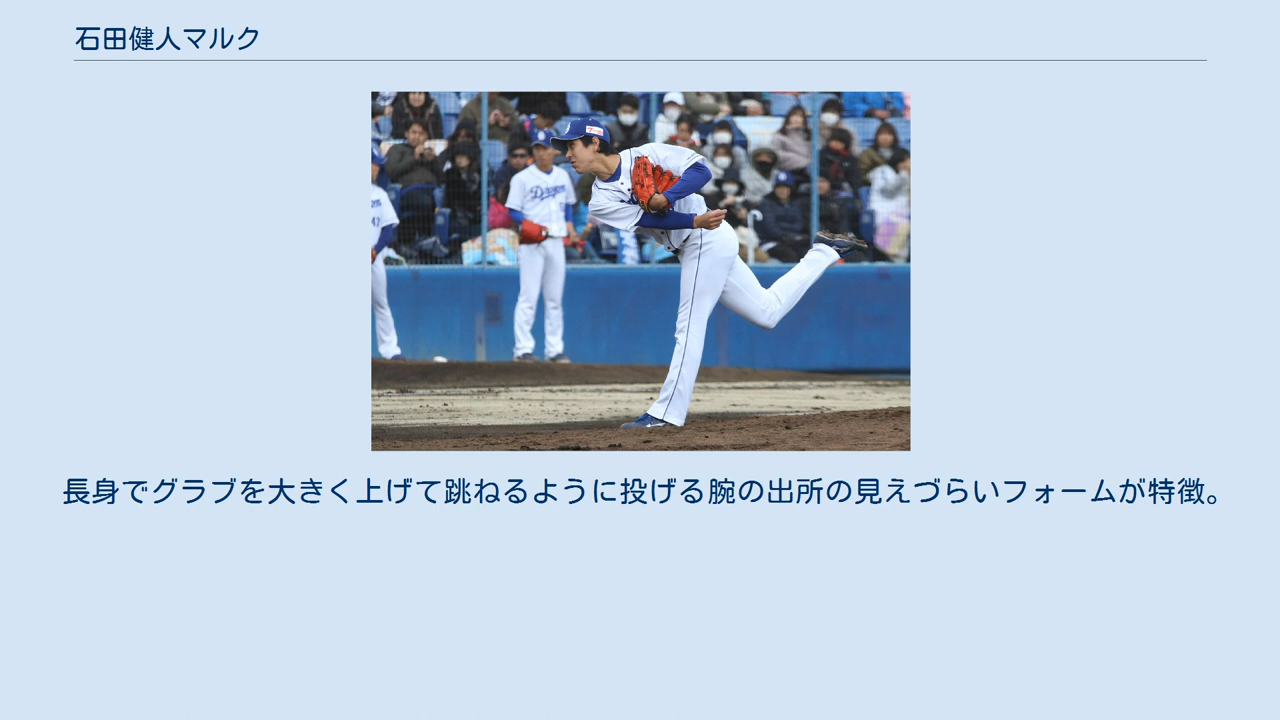 石田健人マルク
Dragons
長身でグラブを大きく上げて跳ねるように投げる腕の出所の見えづらいフォームが特徴。